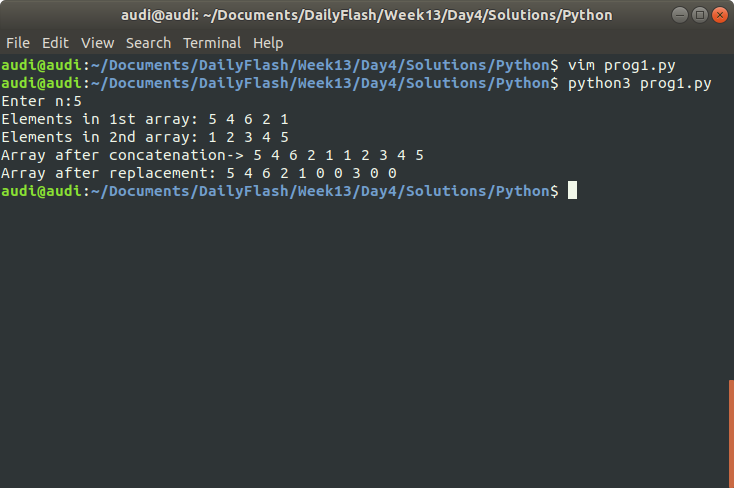 audi@audi: ~/Documents/DailyFlash/Week13/Day4/Solutions/Python
File Edit View Search Terminal Help
audi@audi:~/Documents/DailyFlash/Week13/Day4/Solutions/Python$ vim prog1.py
audi@audi:~/Documents/DailyFlash/Week13/Day4/Solutions/Python$ python3 prog1.py
Enter n:5
Elements in 1st array: 5 4 6 2 1
Elements in 2nd array: 1 2 3 4 5
Array after concatenation-> 5 4 6 2 1 1 2 3 4 5
Array after replacement: 5 4 6 2 1 0 0 3 0 0
audi@audi:~/Documents/DailyFlash/Week13/Day4/Solutions/Python$